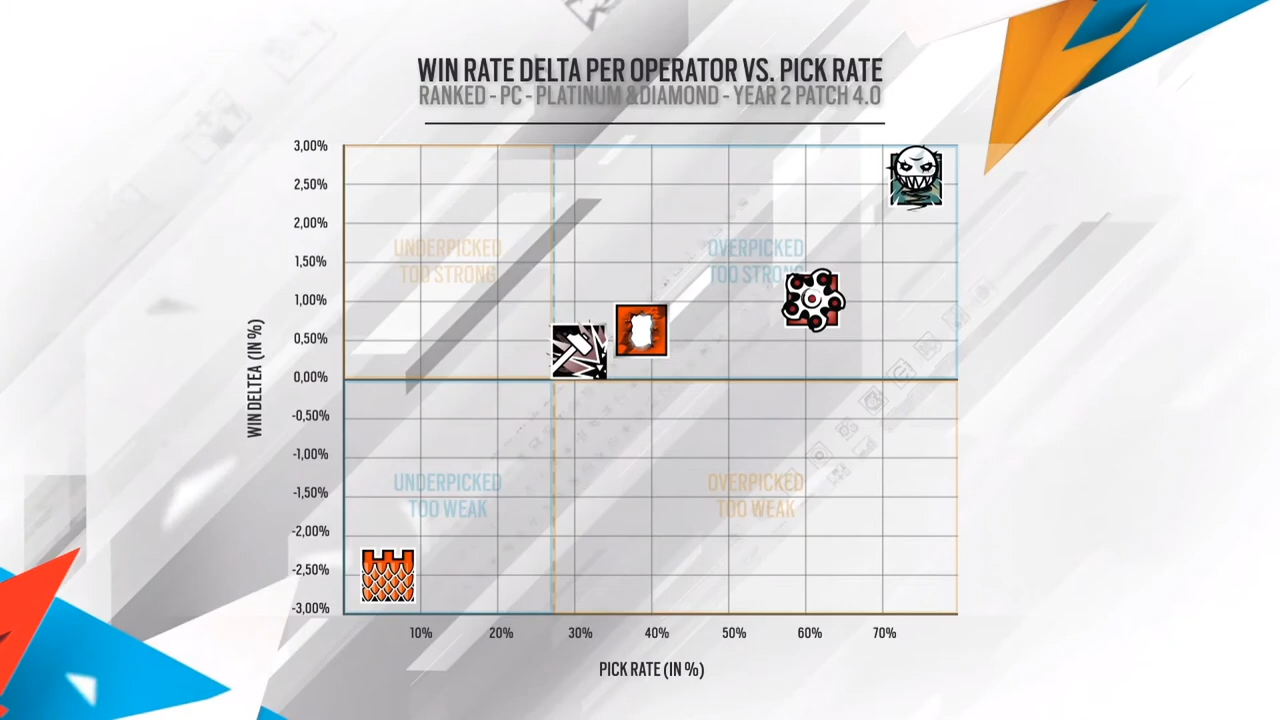 WIN RATE DELTA PER OPERATOR VS. PICK RATE
RANKED - PC - PLATINUM & DIAMOND - YEAR 2 PATCH 4.0
3,00%
2,50%
2,00%
1,50%
1,00%
0,50%
0,00%
-0,50%
-1,00%
-1,50%
-2,00%
-2,50%
-3,00%
WIN DELTEA (IN %)
UNDERPICKED
TOO STRONG
OVERPICKED
TOO STRONG
UNDERPICKED
TOO WEAK
OVERPICKED
TOO WEAK
10%
20%
30%
40%
50%
60%
70%
PICK RATE (IN %)